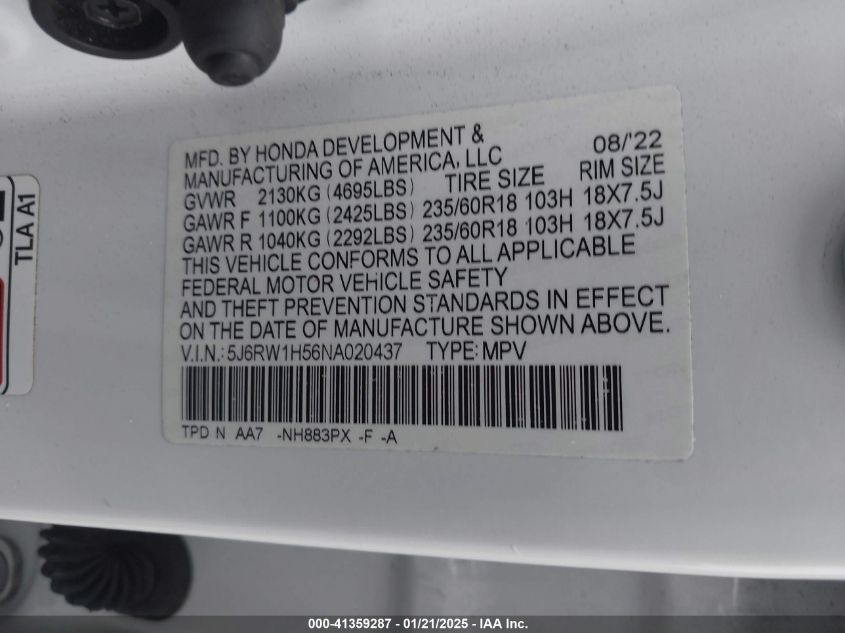 MFD. BY HONDA DEVELOPMENT & 08/'22
MANUFACTURING OF AMERICA, LLC
GVWR 2130KG (4695LBS) TIRE SIZE RIM SIZE
GAWR F 1100KG (2425LBS) 235/60R18 103H 18X7.5J
GAWR R 1040KG (2292LBS) 235/60R18 103H 18X7.5J
THIS VEHICLE CONFORMS TO ALL APPLICABLE
FEDERAL MOTOR VEHICLE SAFETY
AND THEFT PREVENTION STANDARDS IN EFFECT
ON THE DATE OF MANUFACTURE SHOWN ABOVE.
V.I.N.: 5J6RW1H56NA020437 TYPE: MPV
TPD N AA7 -NH883PX -F -A
TLA A1
000-41359287 - 01/21/2025 - IAA Inc.